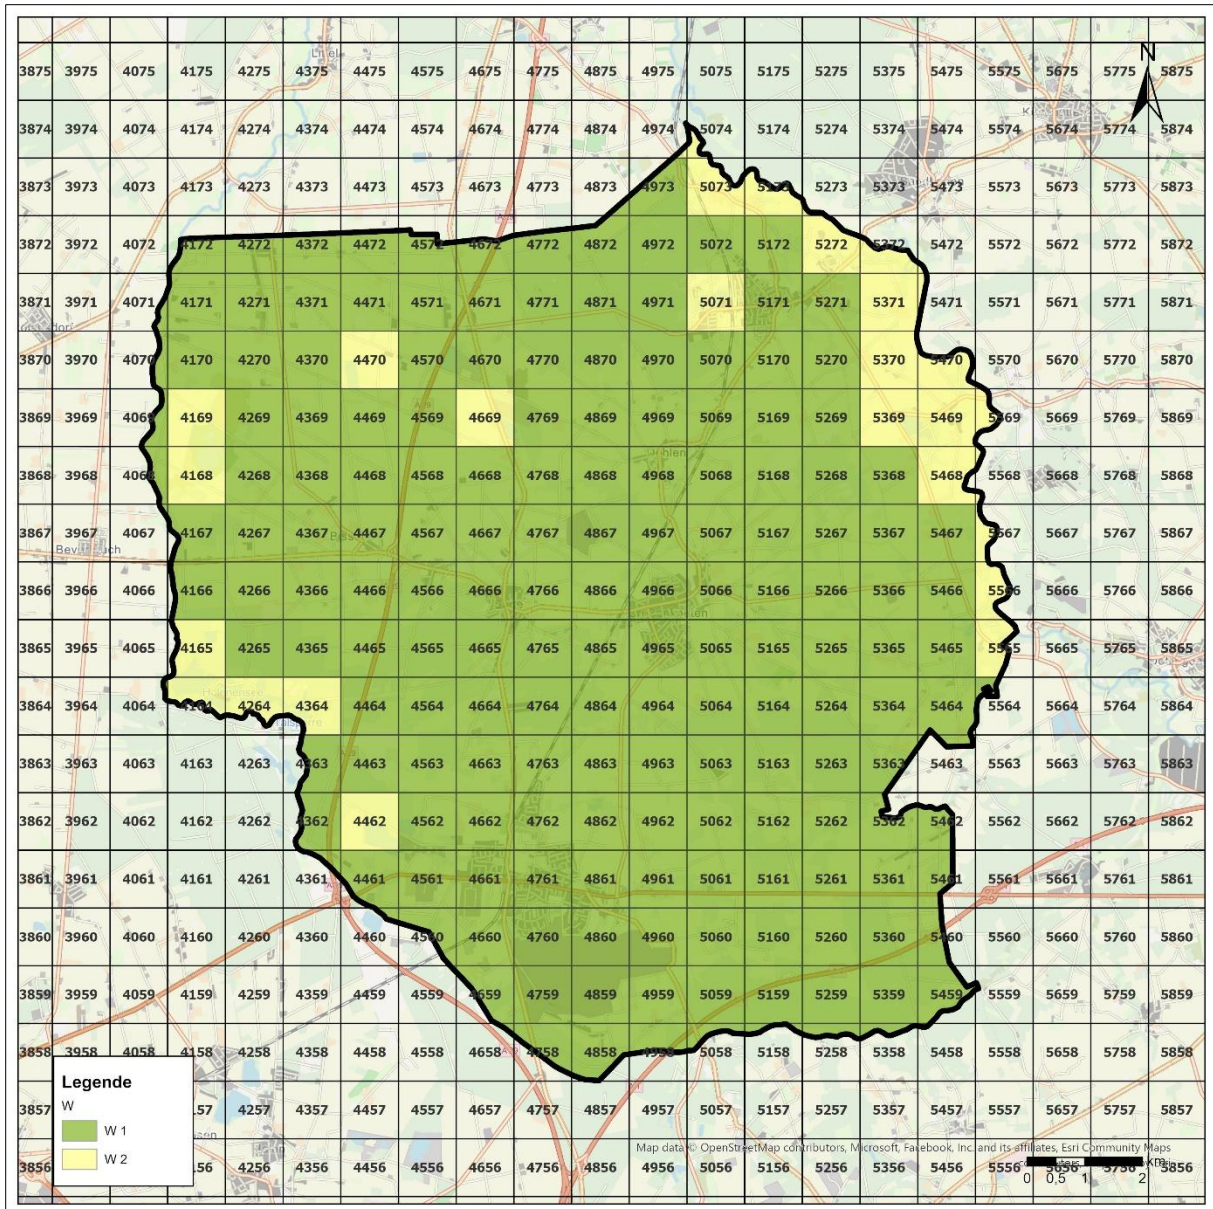 N
3875 3975 4075 4175 4275 4375 4475 4575 4675 4775 4875 4975 5075 5175 5275 5375 5475 5575 5675 5775 5875
3874 3974 4074 4174 4274 4374 4474 4574 4674 4774 4874 4974 5074 5174 5274 5374 5474 5574 5674 5774 5874
3873 3973 4073 4173 4273 4373 4473 4573 4673 4773 4873 4973 5073 5173 5273 5373 5473 5573 5673 5773 5873
3872 3972 4072 4172 4272 4372 4472 4572 4672 4772 4872 4972 5072 5172 5272 5372 5472 5572 5672 5772 5872
3871 3971 4071 4171 4271 4371 4471 4571 4671 4771 4871 4971 5071 5171 5271 5371 5471 5571 5671 5771 5871
3870 3970 4070 4170 4270 4370 4470 4570 4670 4770 4870 4970 5070 5170 5270 5370 5470 5570 5670 5770 5870
3869 3969 4069 4169 4269 4369 4469 4569 4669 4769 4869 4969 5069 5169 5269 5369 5469 5569 5669 5769 5869
3868 3968 4068 4168 4268 4368 4468 4568 4668 4768 4868 4968 5068 5168 5268 5368 5468 5568 5668 5768 5868
3867 3967 4067 4167 4267 4367 4467 4567 4667 4767 4867 4967 5067 5167 5267 5367 5467 5567 5667 5767 5867
3866 3966 4066 4166 4266 4366 4466 4566 4666 4766 4866 4966 5066 5166 5266 5366 5466 5566 5666 5766 5866
3865 3965 4065 4165 4265 4365 4465 4565 4665 4765 4865 4965 5065 5165 5265 5365 5465 5565 5665 5765 5865
3864 3964 4064 4164 4264 4364 4464 4564 4664 4764 4864 4964 5064 5164 5264 5364 5464 5564 5664 5764 5864
3863 3963 4063 4163 4263 4363 4463 4563 4663 4763 4863 4963 5063 5163 5263 5363 5463 5563 5663 5763 5863
3862 3962 4062 4162 4262 4362 4462 4562 4662 4762 4862 4962 5062 5162 5262 5362 5462 5562 5662 5762 5862
3861 3961 4061 4161 4261 4361 4461 4561 4661 4761 4861 4961 5061 5161 5261 5361 5461 5561 5661 5761 5861
3860 3960 4060 4160 4260 4360 4460 4560 4660 4760 4860 4960 5060 5160 5260 5360 5460 5560 5660 5760 5860
3859 3959 4059 4159 4259 4359 4459 4559 4659 4759 4859 4959 5059 5159 5259 5359 5459 5559 5659 5759 5859
3858 3958 4058 4158 4258 4358 4458 4558 4658 4758 4858 4958 5058 5158 5258 5358 5458 5558 5658 5758 5858
3857 4257 4357 4457 4557 4657 4757 4857 4957 5057 5157 5257 5357 5457 5557 5657 5757 5857
3856 4256 4356 4456 4556 4656 4756 4856 4956 5056 5156 5256 5356 5456 5556 5656 5756 5856
Legende
W
W 1
W 2
Map data © OpenStreetMap contributors, Microsoft, Facebook, Inc. and its affiliates, Esri Community Maps
0 0,5 1 2